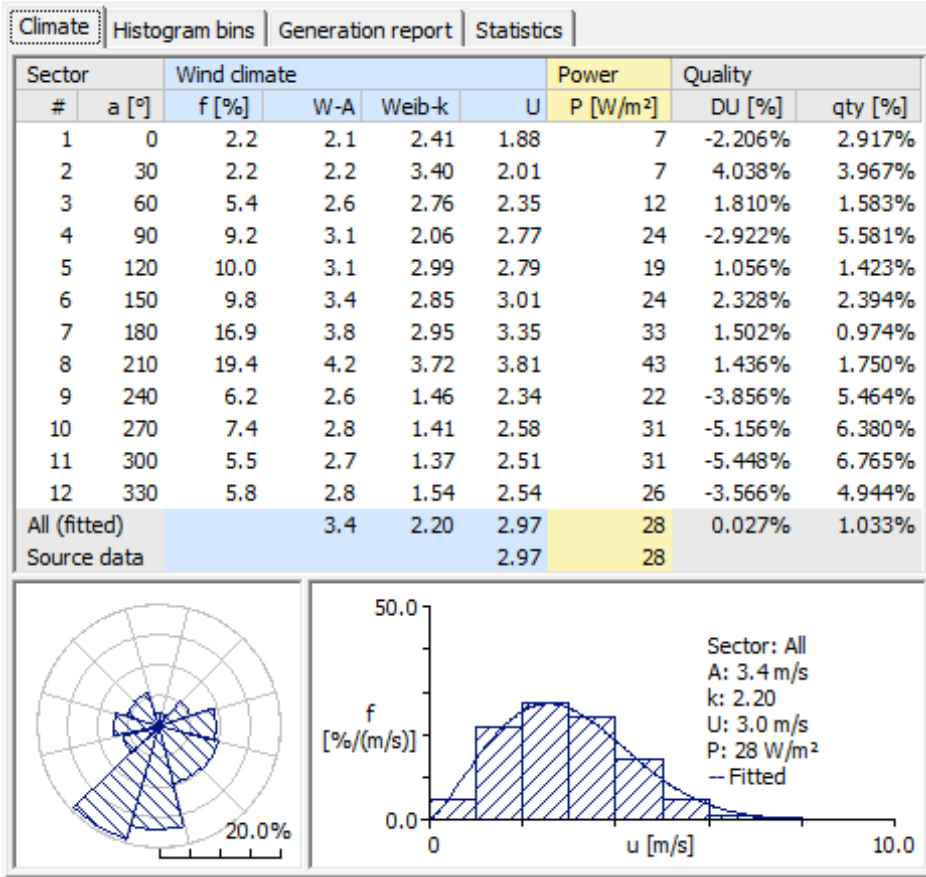 Climate Histogram bins Generation report Statistics
Sector Wind climate Power Quality
# a [°] f [%] W-A Weib-k U P [W/m²] DU [%] qty [%]
1 0 2.2 2.1 2.41 1.88 7 -2.206% 2.917%
2 30 2.2 2.2 3.40 2.01 7 4.038% 3.967%
3 60 5.4 2.6 2.76 2.35 12 1.810% 1.583%
4 90 9.2 3.1 2.06 2.77 24 -2.922% 5.581%
5 120 10.0 3.1 2.99 2.79 19 1.056% 1.423%
6 150 9.8 3.4 2.85 3.01 24 2.328% 2.394%
7 180 16.9 3.8 2.95 3.35 33 1.502% 0.974%
8 210 19.4 4.2 3.72 3.81 43 1.436% 1.750%
9 240 6.2 2.6 1.46 2.34 22 -3.856% 5.464%
10 270 7.4 2.8 1.41 2.58 31 -5.156% 6.380%
11 300 5.5 2.7 1.37 2.51 31 -5.448% 6.765%
12 330 5.8 2.8 1.54 2.54 26 -3.566% 4.944%
All (fitted) 3.4 2.20 2.97 28 0.027% 1.033%
Source data 2.97 28
20.0%
50.0
f
[%/(m/s)]
0.0
0 u [m/s] 10.0
Sector: All
A: 3.4 m/s
k: 2.20
U: 3.0 m/s
P: 28 W/m²
-- Fitted